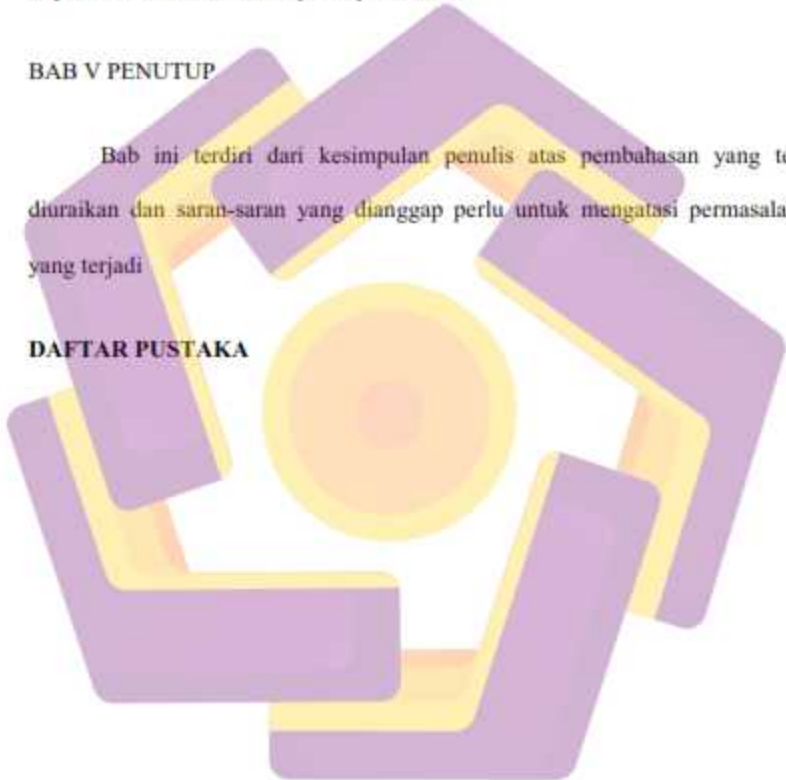 BAB V PENUTUP
Bab ini terdiri dari kesimpulan penulis atas pembahasan yang
diuraikan dan saran-saran yang dianggap perlu untuk mengatasi
yang terjadi
DAFTAR PUSTAKA